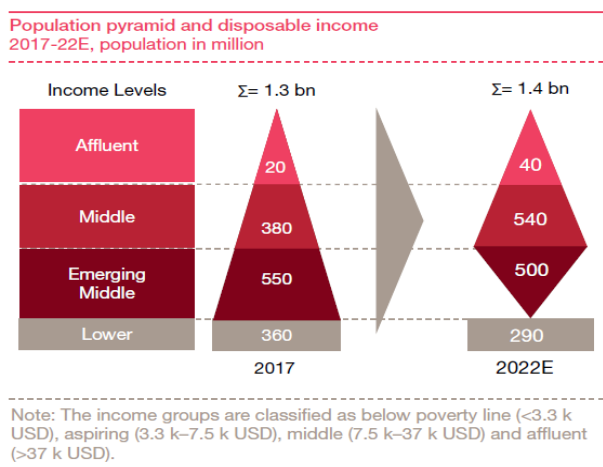 Population pyramid and disposable income
2017-22E, population in million
Income Levels
Σ= 1.3 bn
Σ= 1.4 bn
Affluent
20
40
Middle
380
540
Emerging
Middle
550
500
Lower
360
290
2017
2022E
Note: The income groups are classified as below poverty line (<3.3 k
USD), aspiring (3.3 k–7.5 k USD), middle (7.5 k–37 k USD) and affluent
(>37 k USD).